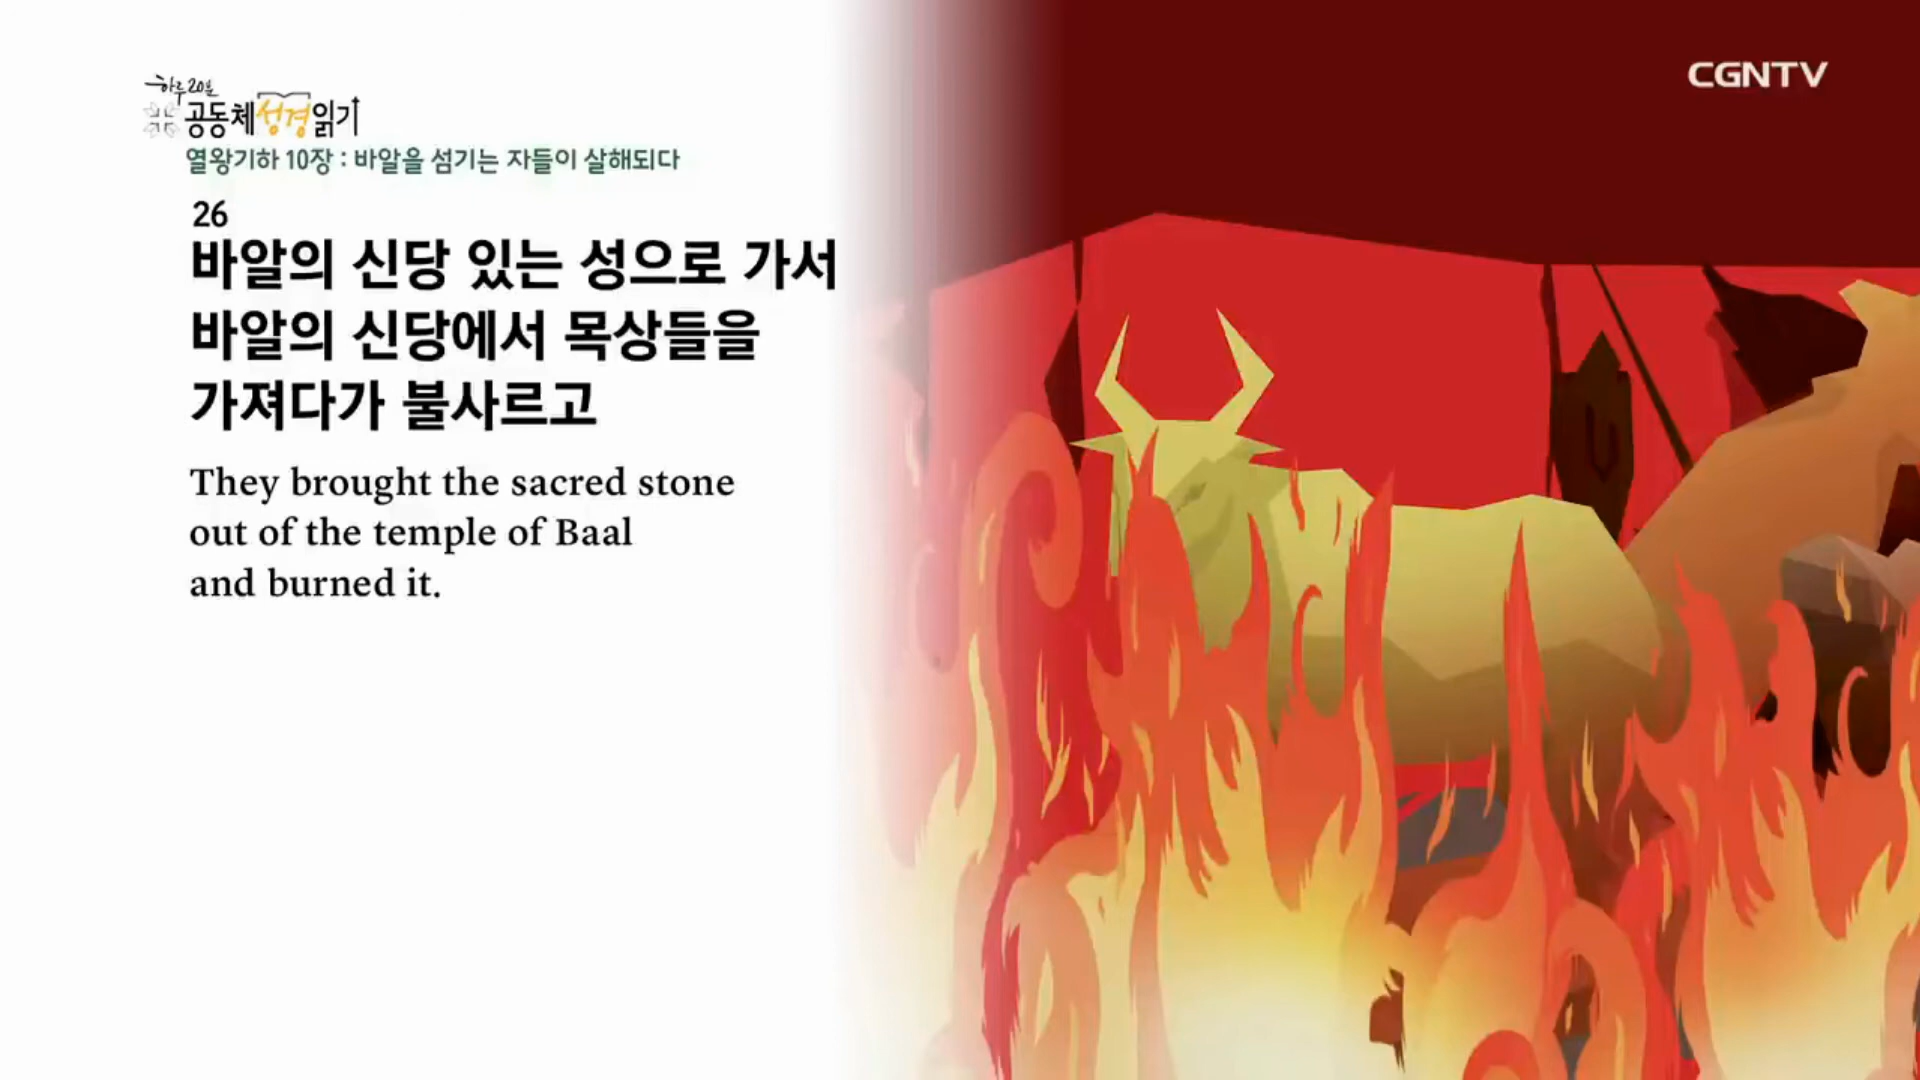 CGNTV
하루 20분
공동체성경읽기
열왕기하 10장 : 바알을 섬기는 자들이 살해되다
26
바알의 신당 있는 성으로 가서
바알의 신당에서 목상들을
가져다가 불사르고
They brought the sacred stone
out of the temple of Baal
and burned it.